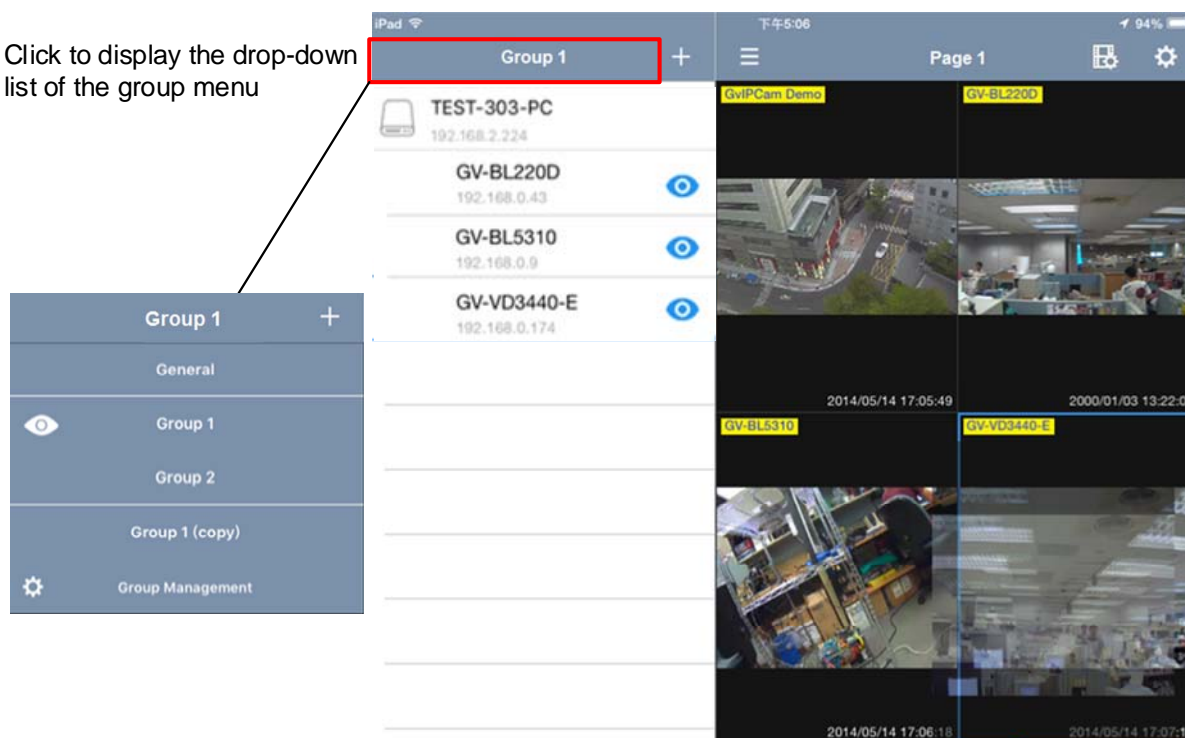 Click to display the drop-down
list of the group menu
iPad
下午5:06
94%
Group 1
+
Page 1
TEST-303-PC
192.168.2.224
GV-BL220D
192.168.0.43
GV-BL5310
192.168.0.9
GV-VD3440-E
192.168.0.174
Group 1
+
General
Group 1
Group 2
Group 1 (copy)
Group Management
GvIPCam Demo
GV-BL220D
2014/05/14 17:05:49
2000/01/03 13:22:0
GV-BL5310
GV-VD3440-E
2014/05/14 17:06:18
2014/05/14 17:07:1